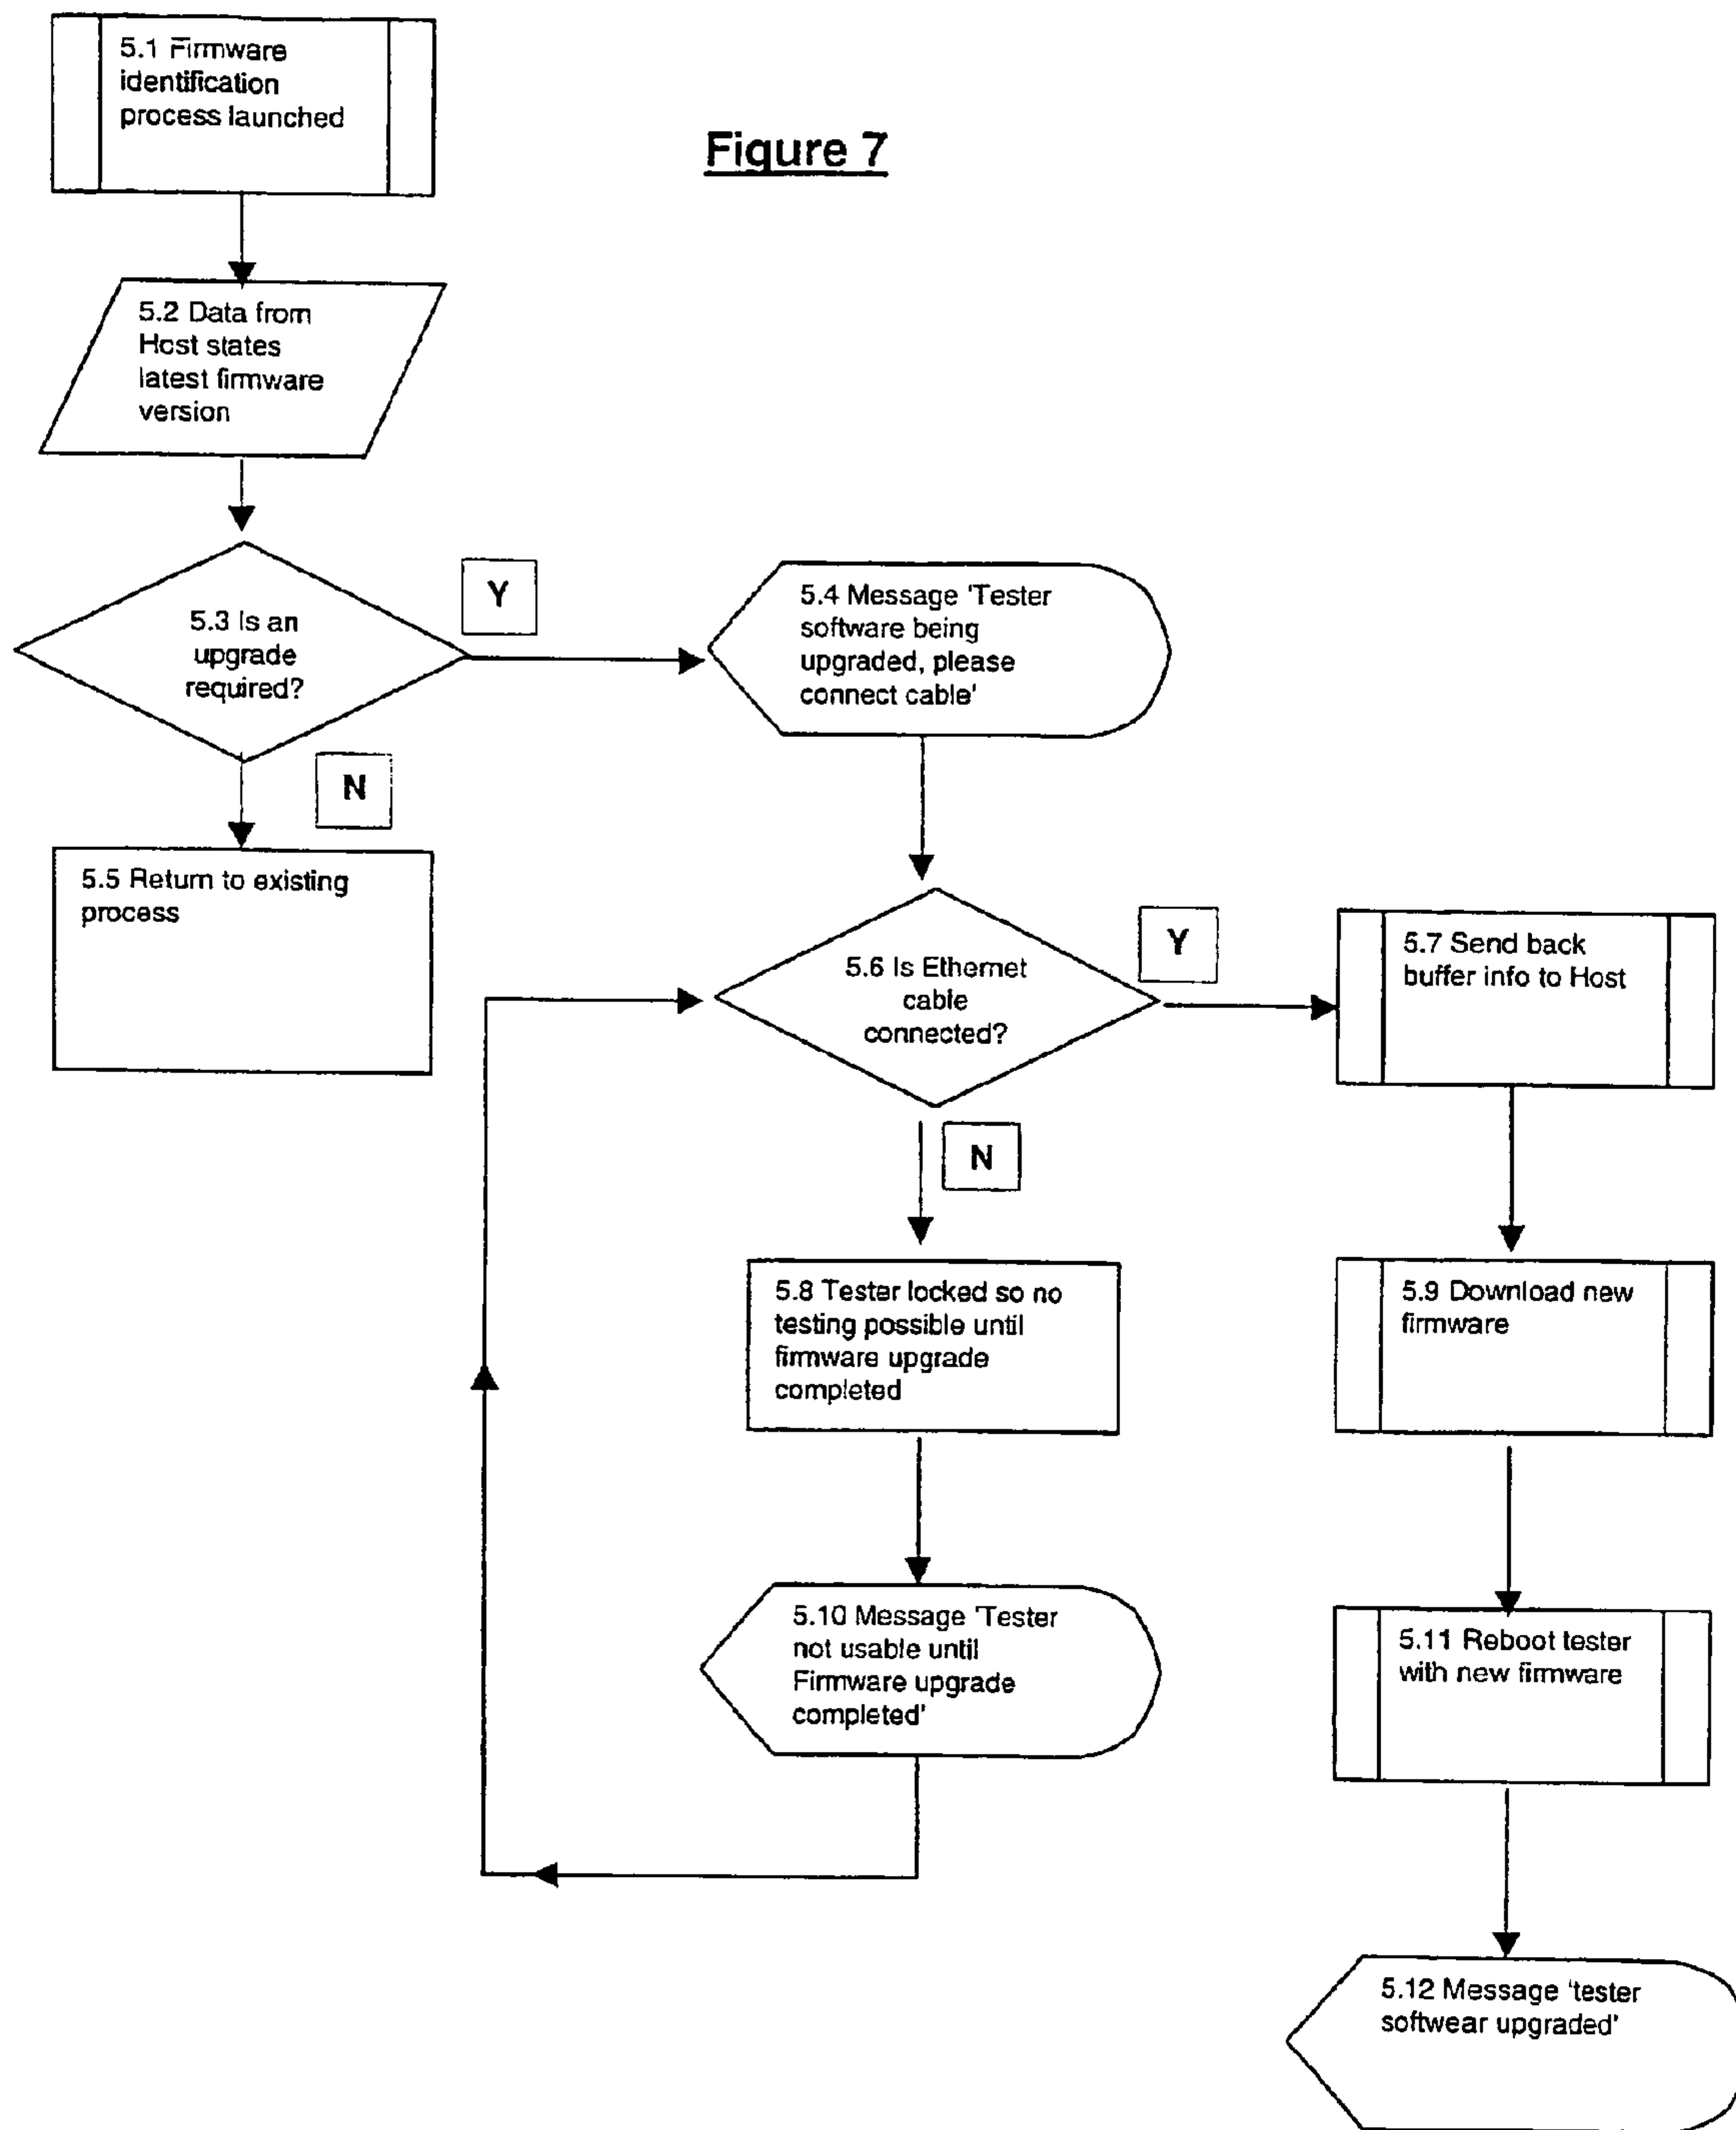 5.1 Firmware
identification
process launched
Figure 7
5.2 Data from
Host states
latest firmware
version
5.3 Is an
upgrade
required?
Y
5.4 Message 'Tester
software being
upgraded, please
connect cable'
N
5.5 Return to existing
process
5.6 Is Ethernet
cable
connected?
Y
5.7 Send back
buffer info to Host
N
5.8 Tester locked so no
testing possible until
firmware upgrade
completed
5.9 Download new
firmware
5.10 Message 'Tester
not usable until
Firmware upgrade
completed'
5.11 Reboot tester
with new firmware
5.12 Message 'tester
softwear upgraded'